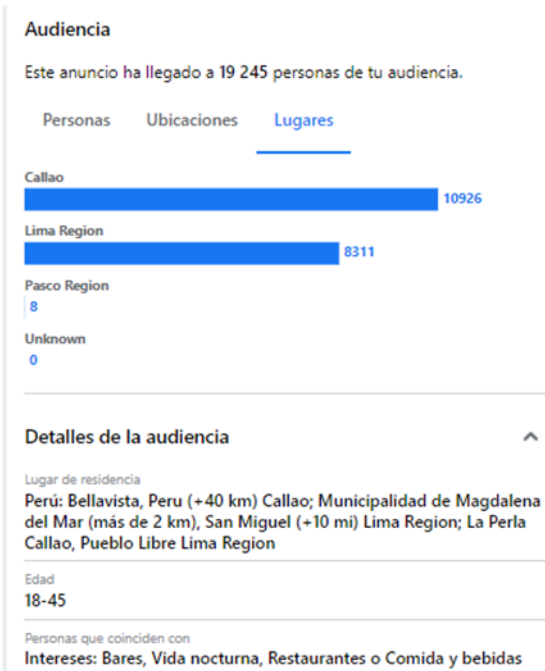 Audiencia
Este anuncio ha llegado a 19 245 personas de tu audiencia.
Personas Ubicaciones Lugares
Callao
10926
Lima Region
8311
Pasco Region
8
Unknown
0
Detalles de la audiencia
Lugar de residencia
Perú: Bellavista, Peru (+40 km) Callao; Municipalidad de Magdalena
del Mar (más de 2 km), San Miguel (+10 mi) Lima Region; La Perla
Callao, Pueblo Libre Lima Region
Edad
18-45
Personas que coinciden con
Intereses: Bares, Vida nocturna, Restaurantes o Comida y bebidas